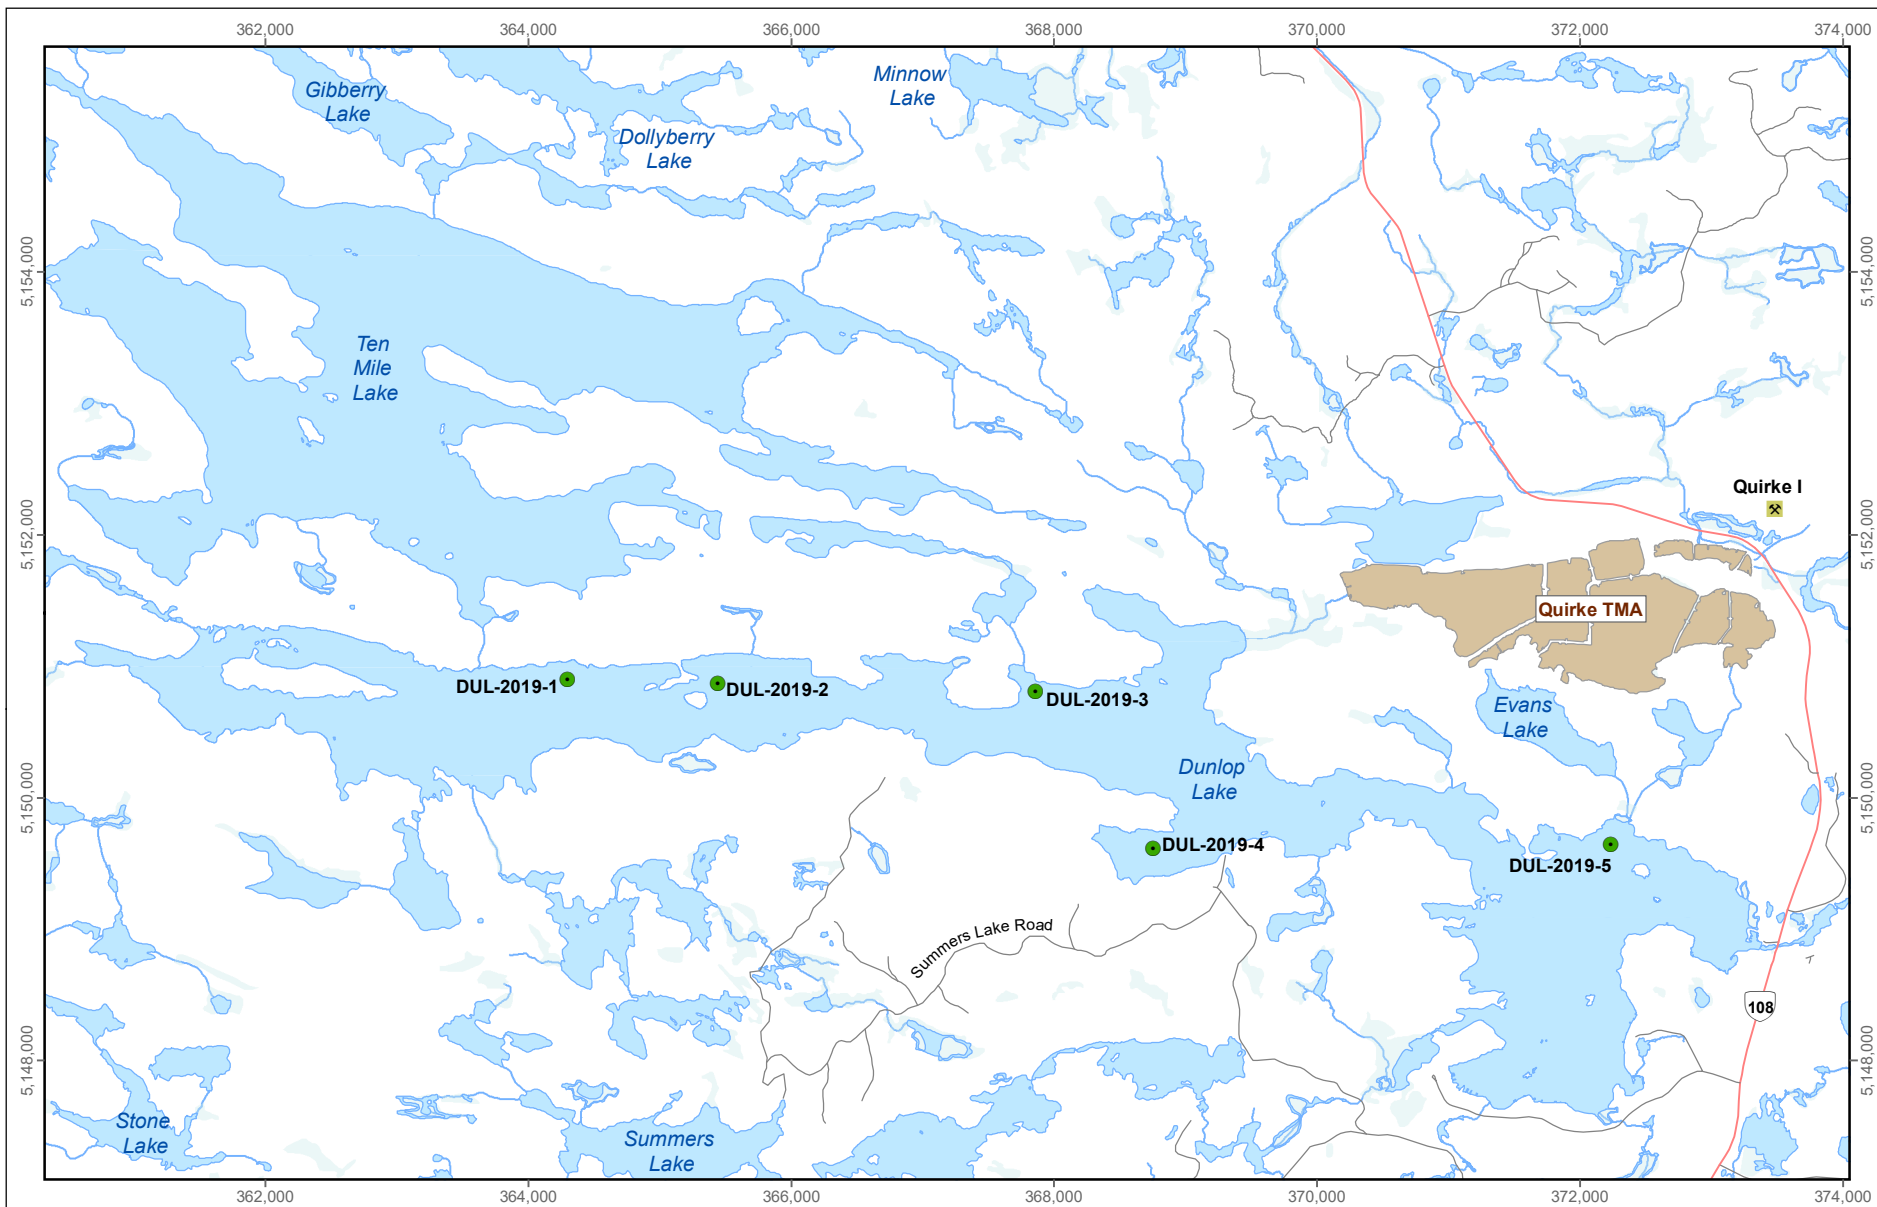 362,000
364,000
366,000
368,000
370,000
372,000
374,000
Gibberry
Lake
Minnow
Lake
Dollyberry
Lake
5,154,000
5,154,000
Ten
Mile
Lake
Quirke I
5,152,000
5,152,000
Quirke TMA
DUL-2019-1
DUL-2019-2
DUL-2019-3
Evans
Lake
Dunlop
Lake
5,150,000
5,150,000
DUL-2019-4
DUL-2019-5
Summers Lake Road
108
5,148,000
5,148,000
Stone
Lake
Summers
Lake
362,000
364,000
366,000
368,000
370,000
372,000
374,000